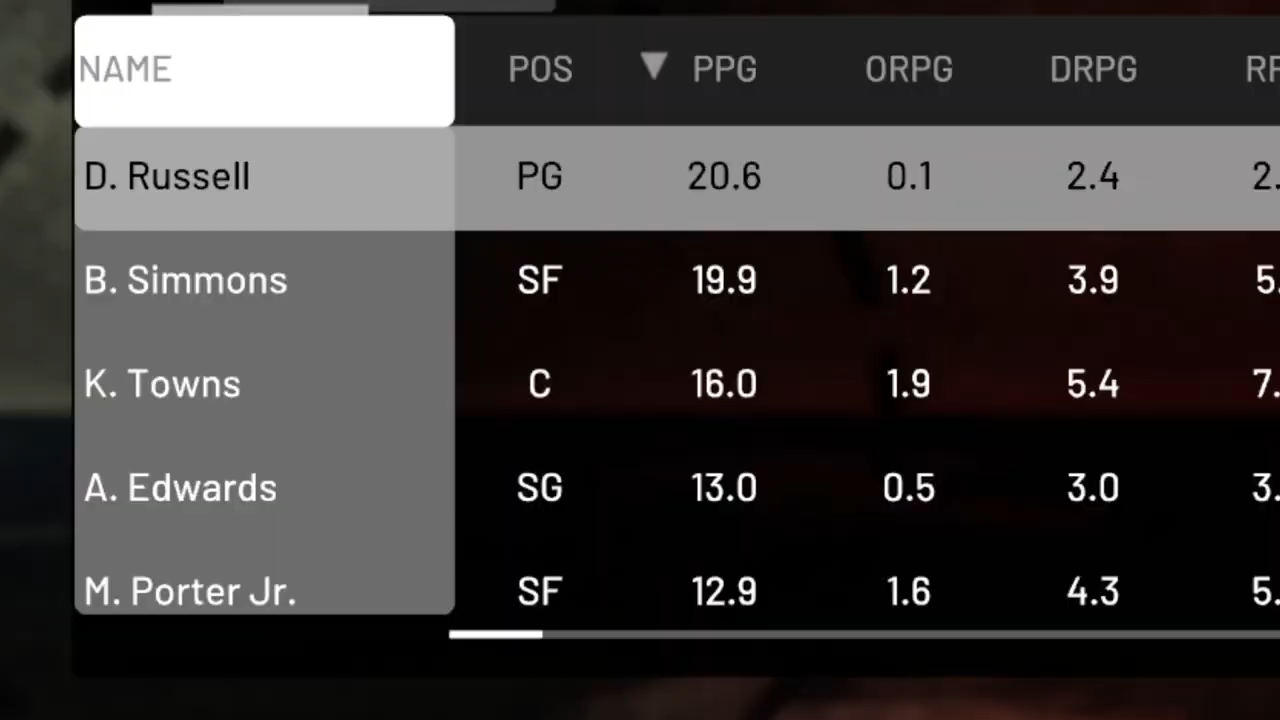 NAME POS ▼ PPG ORPG DRPG
D. Russell PG 20.6 0.1 2.4
B. Simmons SF 19.9 1.2 3.9
K. Towns C 16.0 1.9 5.4
A. Edwards SG 13.0 0.5 3.0
M. Porter Jr. SF 12.9 1.6 4.3